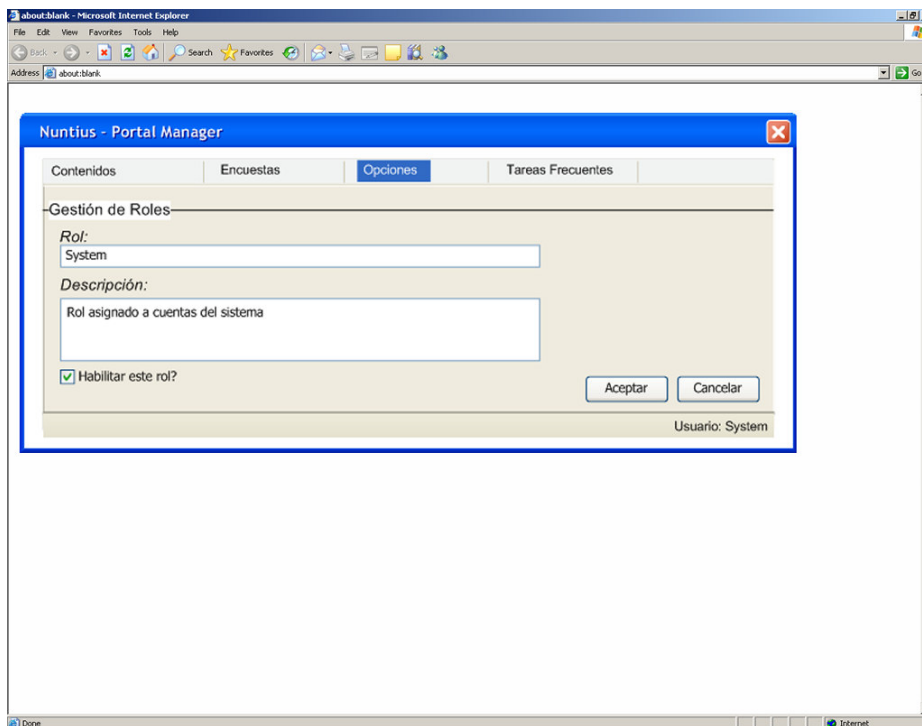 about:blank - Microsoft Internet Explorer
File Edit View Favorites Tools Help
Back Search Favorites
Address about:blank Go
Nuntius - Portal Manager
Contenidos Encuestas Opciones Tareas Frecuentes
Gestión de Roles
Rol:
System
Descripción:
Rol asignado a cuentas del sistema
Habilitar este rol?
Aceptar Cancelar
Usuario: System
Done Internet